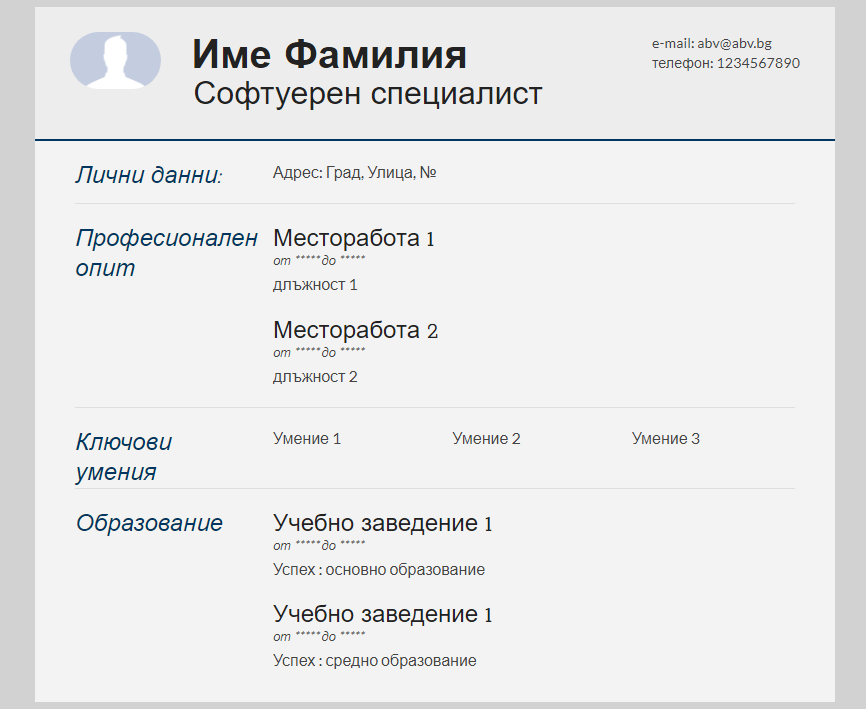 Име Фамилия
Софтуерен специалист
e-mail: abv@abv.bg
телефон: 1234567890
Лични данни:
Адрес: Град, Улица, №
Професионален
опит
Месторабота 1
от *****до *****
длъжност 1
Месторабота 2
от *****до *****
длъжност 2
Ключови
умения
Умение 1
Умение 2
Умение 3
Образование
Учебно заведение 1
от *****до *****
Успех : основно образование
Учебно заведение 1
от *****до *****
Успех : средно образование